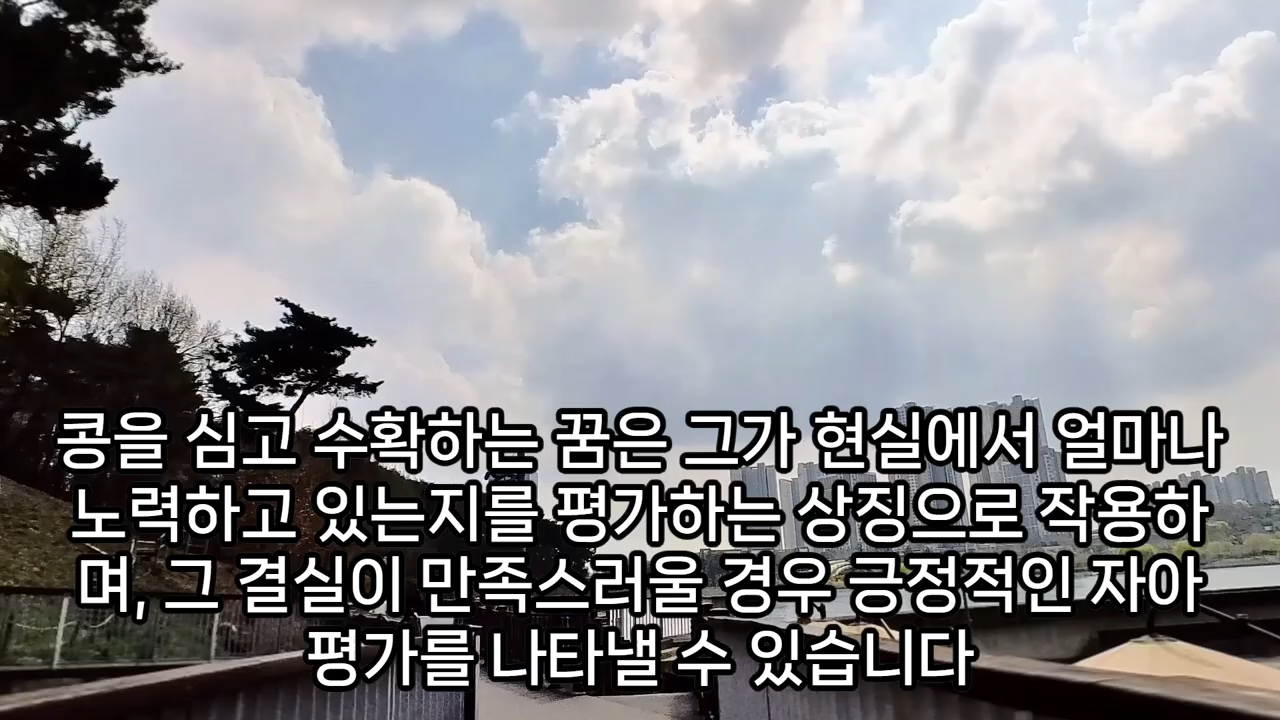 콩을 심고 수확하는 꿈은 그가 현실에서 얼마나
노력하고 있는지를 평가하는 상징으로 작용하
며, 그 결실이 만족스러울 경우 긍정적인 자아
평가를 나타낼 수 있습니다